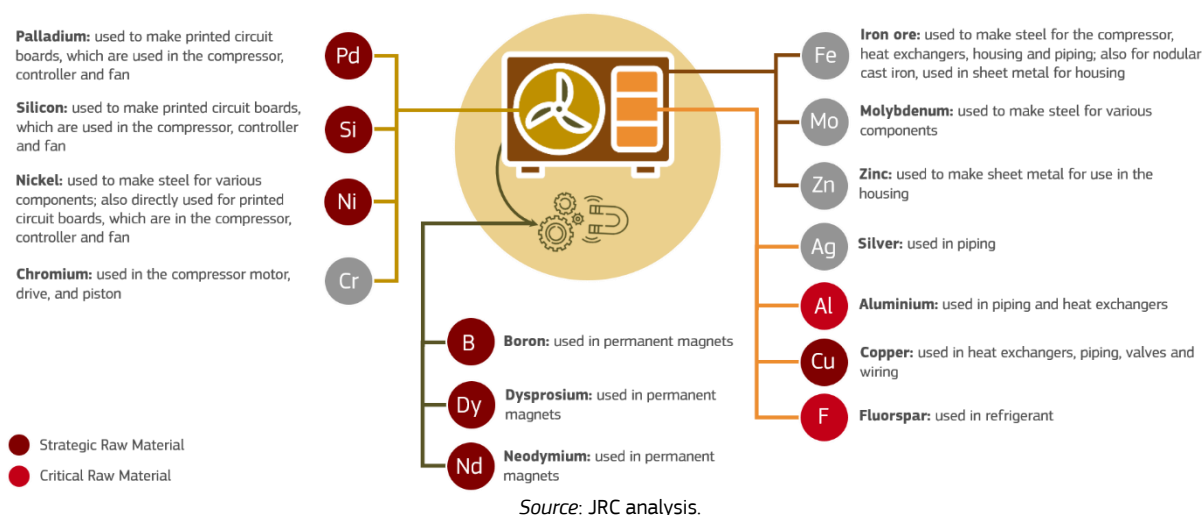 Palladium: used to make printed circuit
boards, which are used in the compressor,
controller and fan
Pd
Silicon: used to make printed circuit boards,
which are used in the compressor, controller
and fan
Si
Nickel: used to make steel for various
components; also directly used for printed
circuit boards, which are in the compressor,
controller and fan
Ni
Chromium: used in the compressor motor,
drive, and piston
Cr
B
Boron: used in permanent magnets
Dy
Dysprosium: used in permanent
magnets
Nd
Neodymium: used in permanent
magnets
Fe
Iron ore: used to make steel for the compressor,
heat exchangers, housing and piping; also for nodular
cast iron, used in sheet metal for housing
Mo
Molybdenum: used to make steel for various
components
Zn
Zinc: used to make sheet metal for use in the
housing
Ag
Silver: used in piping
Al
Aluminium: used in piping and heat exchangers
Cu
Copper: used in heat exchangers, piping, valves and
wiring
F
Fluorspar: used in refrigerant
Strategic Raw Material
Critical Raw Material
Source: JRC analysis.